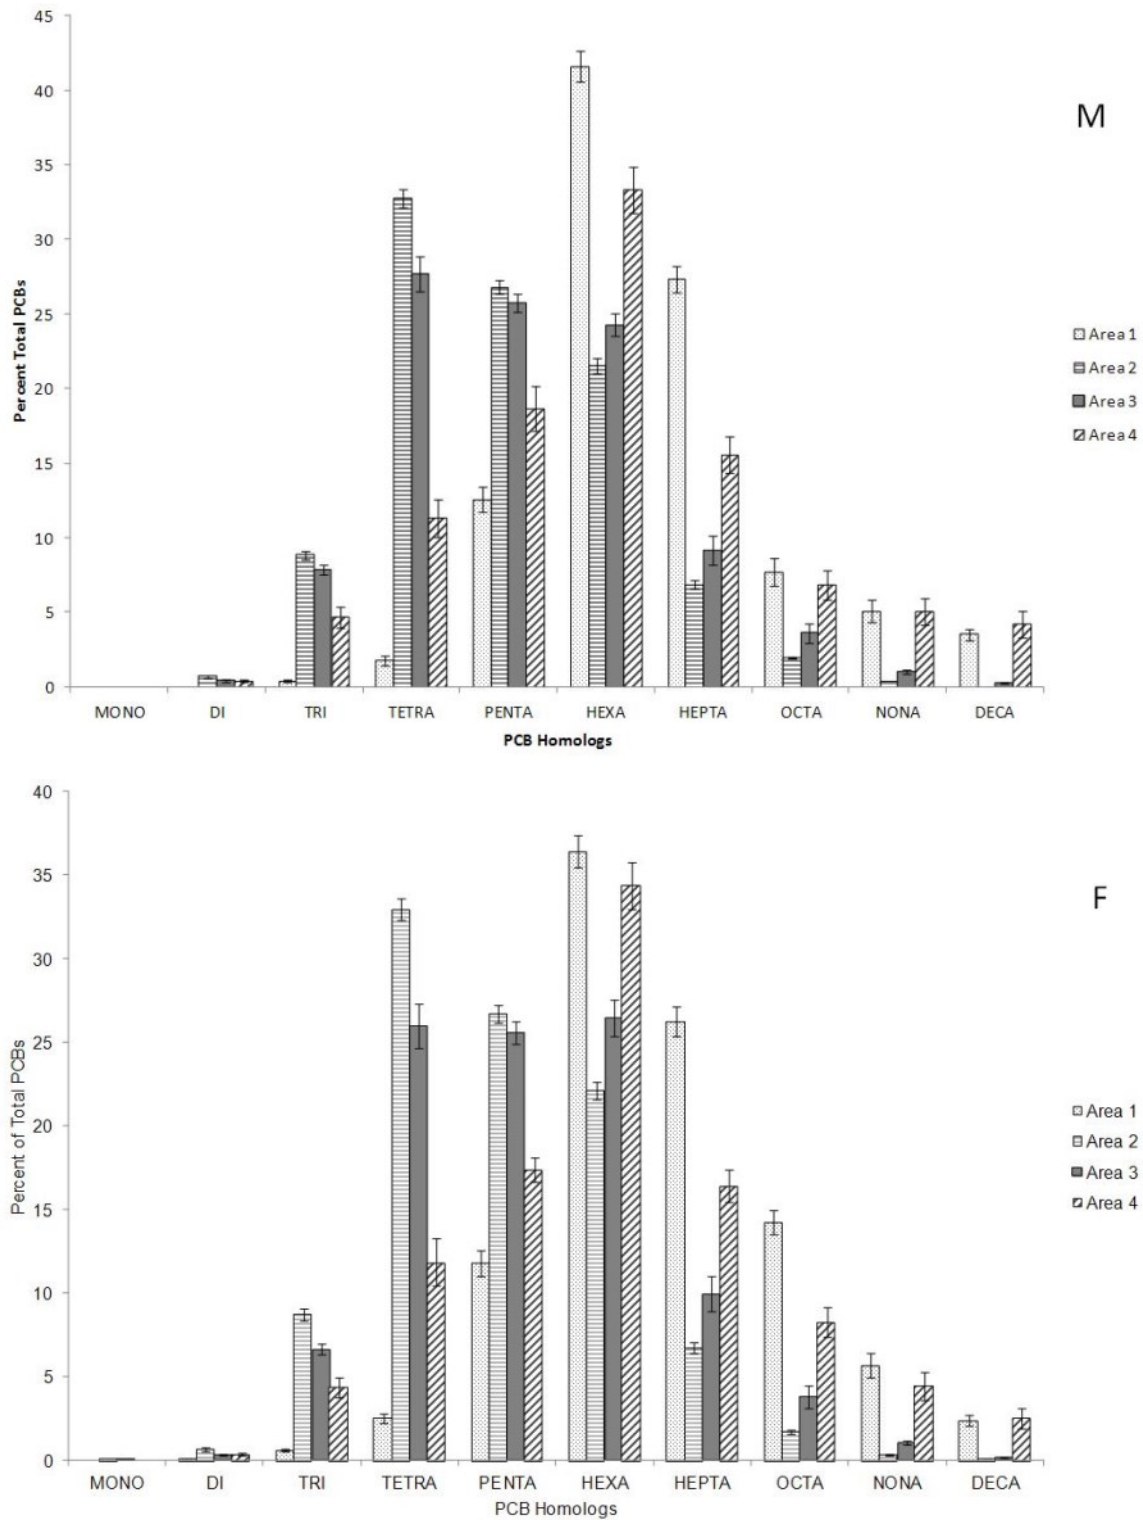 45
40
35
30
25
20
15
10
5
0
Percent Total PCBs
M
Area 1
Area 2
Area 3
Area 4
MONO DI TRI TETRA PENTA HEXA HEPTA OCTA NONA DECA
PCB Homologs
40
35
30
25
20
15
10
5
0
Percent of Total PCBs
F
Area 1
Area 2
Area 3
Area 4
MONO DI TRI TETRA PENTA HEXA HEPTA OCTA NONA DECA
PCB Homologs